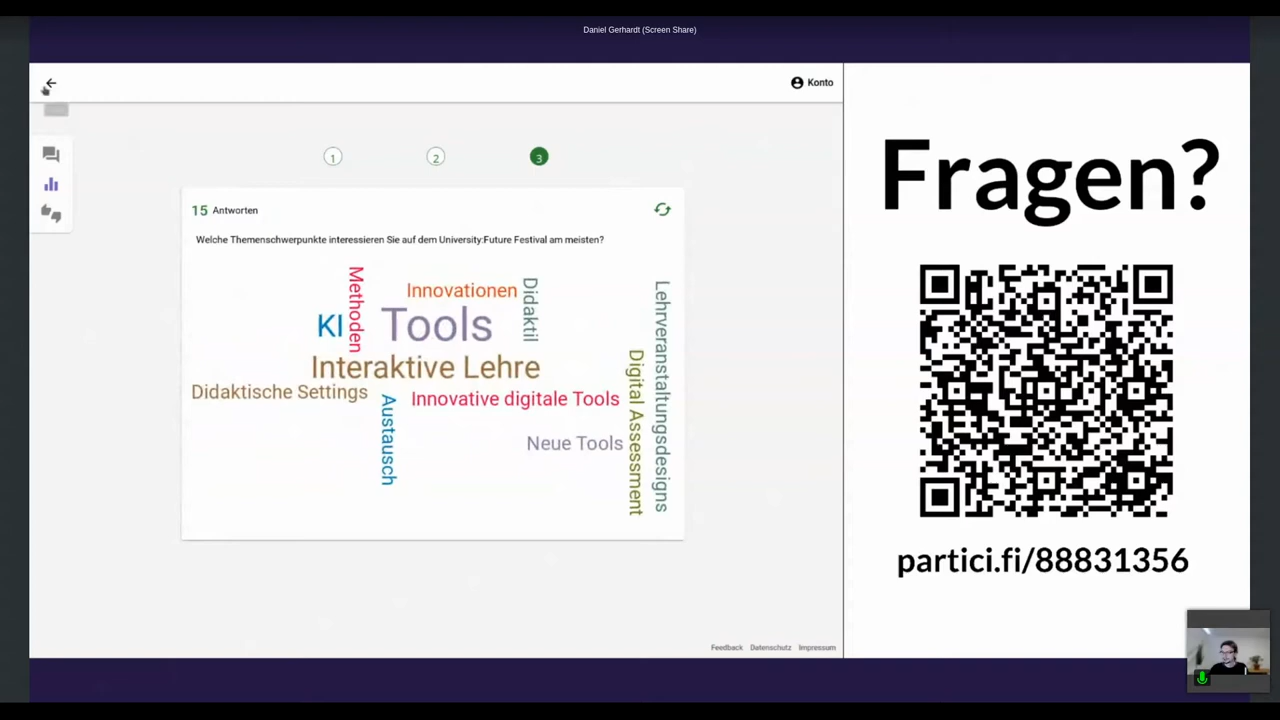 Daniel Gerhardt (Screen Share)
Konto
1
2
3
15 Antworten
Welche Themenschwerpunkte interessieren Sie auf dem University:Future Festival am meisten?
Methoden
Innovationen
Didaktil
KI
Tools
Interaktive Lehre
Didaktische Settings
Austausch
Innovative digitale Tools
Neue Tools
Digital Assessment
Lehrveranstaltungsdesigns
Feedback Datenschutz Impressum
Fragen?
partici.fi/88831356